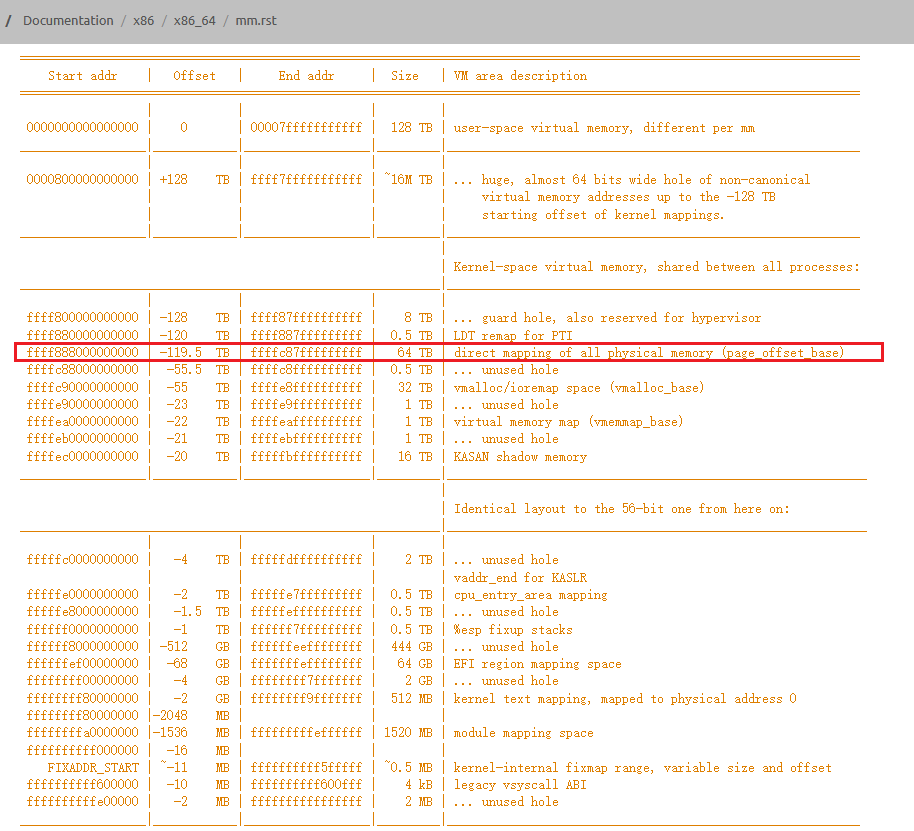 / Documentation / x86 / x86_64 / mm.rst
Start addr | Offset | End addr | Size | VM area description
0000000000000000 | 0 | 00007fffffffffff | 128 TB | user-space virtual memory, different per mm
0000800000000000 | +128 TB | ffff7fffffffffff | ~16M TB | ... huge, almost 64 bits wide hole of non-canonical
virtual memory addresses up to the -128 TB
starting offset of kernel mappings.
Kernel-space virtual memory, shared between all processes:
ffff800000000000 | -128 TB | ffff87ffffffffff | 8 TB | ... guard hole, also reserved for hypervisor
ffff880000000000 | -120 TB | ffff887fffffffff | 0.5 TB | LDT remap for PTI
ffff888000000000 | -119.5 TB | ffffc87fffffffff | 64 TB | direct mapping of all physical memory (page_offset_base)
ffffc88000000000 | -55.5 TB | ffffc8ffffffffff | 0.5 TB | ... unused hole
ffffc90000000000 | -55 TB | ffffe8ffffffffff | 32 TB | vmalloc/ioremap space (vmalloc_base)
ffffe90000000000 | -23 TB | ffffe9ffffffffff | 1 TB | ... unused hole
ffffea0000000000 | -22 TB | ffffeaffffffffff | 1 TB | virtual memory map (vmemmap_base)
ffffeb0000000000 | -21 TB | ffffebffffffffff | 1 TB | ... unused hole
ffffec0000000000 | -20 TB | fffffbffffffffff | 16 TB | KASAN shadow memory
Identical layout to the 56-bit one from here on:
fffffc0000000000 | -4 TB | fffffdffffffffff | 2 TB | ... unused hole
vaddr_end for KASLR
fffffe0000000000 | -2 TB | fffffe7fffffffff | 0.5 TB | cpu_entry_area mapping
fffffe8000000000 | -1.5 TB | fffffeffffffffff | 0.5 TB | ... unused hole
ffffff0000000000 | -1 TB | ffffff7fffffffff | 0.5 TB | %esp fixup stacks
ffffff8000000000 | -512 GB | ffffffeeffffffff | 444 GB | ... unused hole
ffffffef00000000 | -68 GB | fffffffeffffffff | 64 GB | EFI region mapping space
ffffffff00000000 | -4 GB | ffffffff7fffffff | 2 GB | ... unused hole
ffffffff80000000 | -2 GB | ffffffff9fffffff | 512 MB | kernel text mapping, mapped to physical address 0
ffffffff80000000 |-2048 MB | | |
ffffffffa0000000 |-1536 MB | fffffffffeffffff | 1520 MB | module mapping space
ffffffffff000000 | -16 MB | | |
FIXADDR_START | ~-11 MB | ffffffffff5fffff | ~0.5 MB | kernel-internal fixmap range, variable size and offset
ffffffffff600000 | -10 MB | ffffffffff600fff | 4 kB | legacy vsyscall ABI
ffffffffffe00000 | -2 MB | ffffffffffffffff | 2 MB | ... unused hole